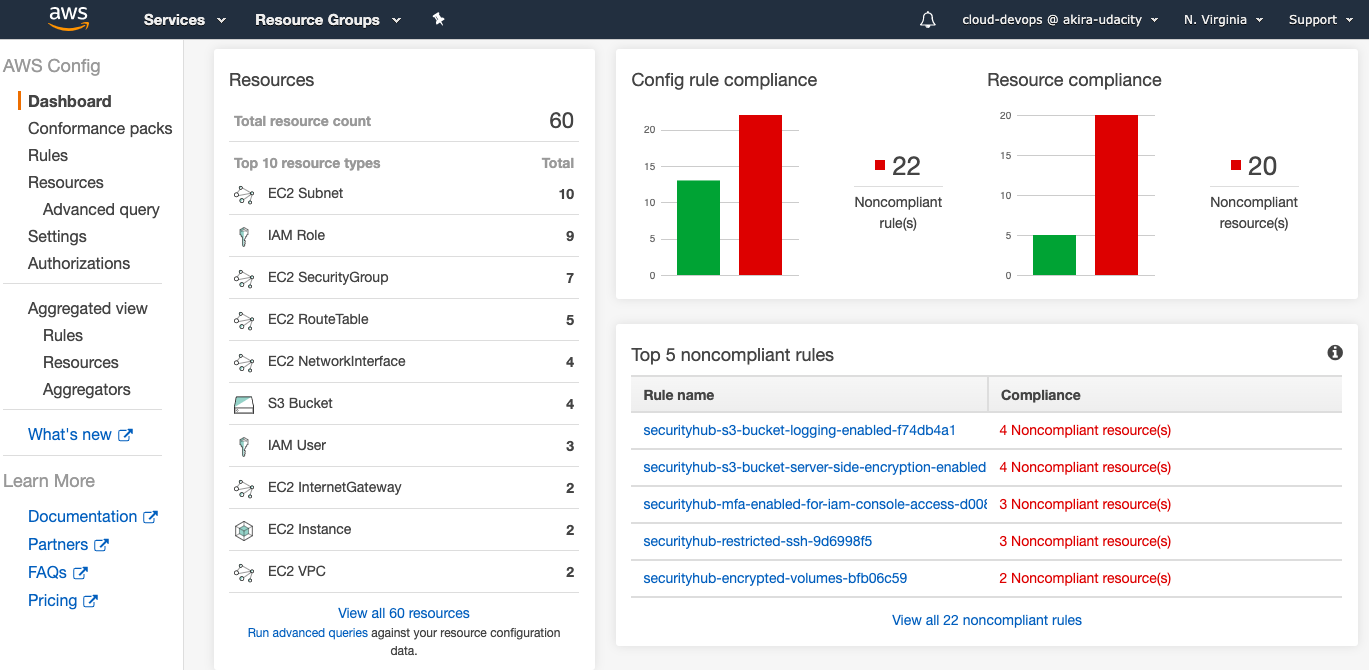 aws Services Resource Groups cloud-devops @ akira-udacity N. Virginia Support
AWS Config
Dashboard
Conformance packs
Rules
Resources
Advanced query
Settings
Authorizations
Aggregated view
Rules
Resources
Aggregators
What's new
Learn More
Documentation
Partners
FAQs
Pricing
Resources
Total resource count 60
Top 10 resource types Total
EC2 Subnet 10
IAM Role 9
EC2 SecurityGroup 7
EC2 RouteTable 5
EC2 NetworkInterface 4
S3 Bucket 4
IAM User 3
EC2 InternetGateway 2
EC2 Instance 2
EC2 VPC 2
View all 60 resources
Run advanced queries against your resource configuration
data.
Config rule compliance
20
15
10
5
0
22
Noncompliant
rule(s)
Resource compliance
20
15
10
5
0
20
Noncompliant
resource(s)
Top 5 noncompliant rules
Rule name Compliance
securityhub-s3-bucket-logging-enabled-f74db4a1 4 Noncompliant resource(s)
securityhub-s3-bucket-server-side-encryption-enabled 4 Noncompliant resource(s)
securityhub-mfa-enabled-for-iam-console-access-d008 3 Noncompliant resource(s)
securityhub-restricted-ssh-9d6998f5 3 Noncompliant resource(s)
securityhub-encrypted-volumes-bfb06c59 2 Noncompliant resource(s)
View all 22 noncompliant rules